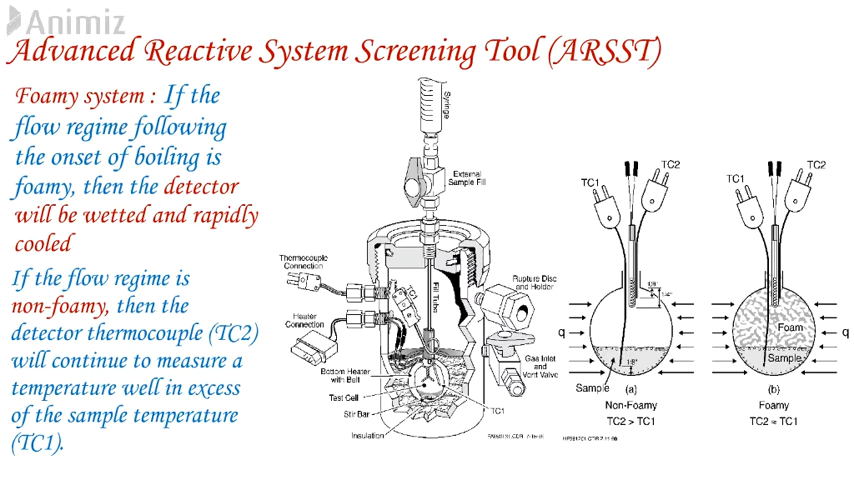 Animiz
Advanced Reactive System Screening Tool (ARSST)
Foamy system : If the
flow regime following
the onset of boiling is
foamy, then the detector
will be wetted and rapidly
cooled
If the flow regime is
non-foamy, then the
detector thermocouple (TC2)
will continue to measure a
temperature well in excess
of the sample temperature
(TC1).
Syringe
External
Sample Fill
Thermocouple
Connection
Heater
Connection
TC1
Fill Tube
Rupture Disc
and Holder
Gas Inlet
and Vent Valve
Bottom Heater
with Belt
Test Cell
Stir Bar
Insulation
TC1
TC1
TC2
1/4"
q
1/8"
Sample
(a)
Non-Foamy
TC2 > TC1
TC1
TC2
Foam
Sample
q
(b)
Foamy
TC2 ≈ TC1